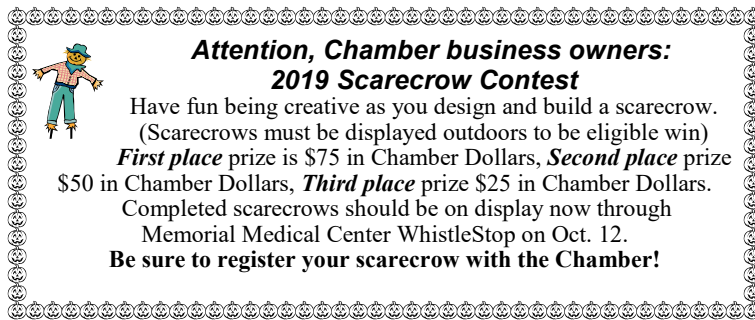 Attention, Chamber business owners:
2019 Scarecrow Contest
Have fun being creative as you design and build a scarecrow.
(Scarecrows must be displayed outdoors to be eligible win)
First place prize is $75 in Chamber Dollars, Second place prize
$50 in Chamber Dollars, Third place prize $25 in Chamber Dollars.
Completed scarecrows should be on display now through
Memorial Medical Center WhistleStop on Oct. 12.
Be sure to register your scarecrow with the Chamber!